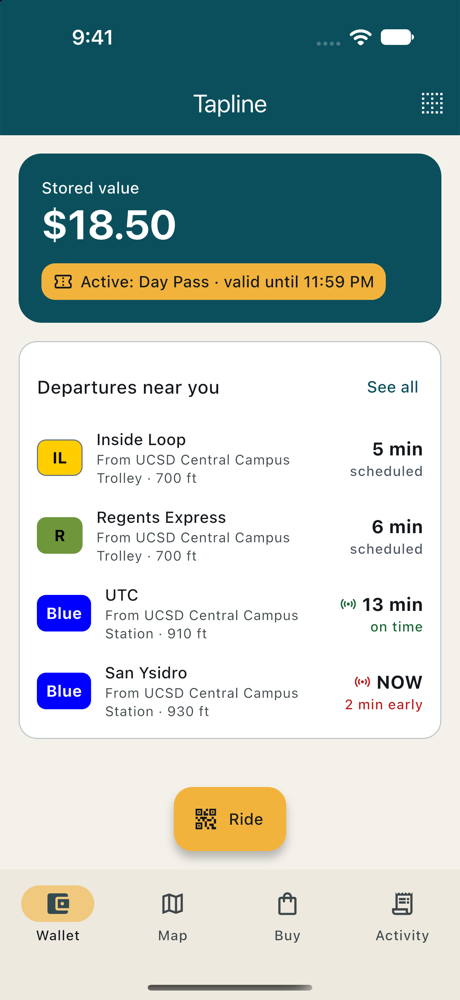 9:41
Tapline
Stored value
$18.50
Active: Day Pass · valid until 11:59 PM
Departures near you
See all
IL
Inside Loop
From UCSD Central Campus
Trolley · 700 ft
5 min
scheduled
R
Regents Express
From UCSD Central Campus
Trolley · 700 ft
6 min
scheduled
Blue
UTC
From UCSD Central Campus
Station · 910 ft
13 min
on time
Blue
San Ysidro
From UCSD Central Campus
Station · 930 ft
NOW
2 min early
Ride
Wallet
Map
Buy
Activity